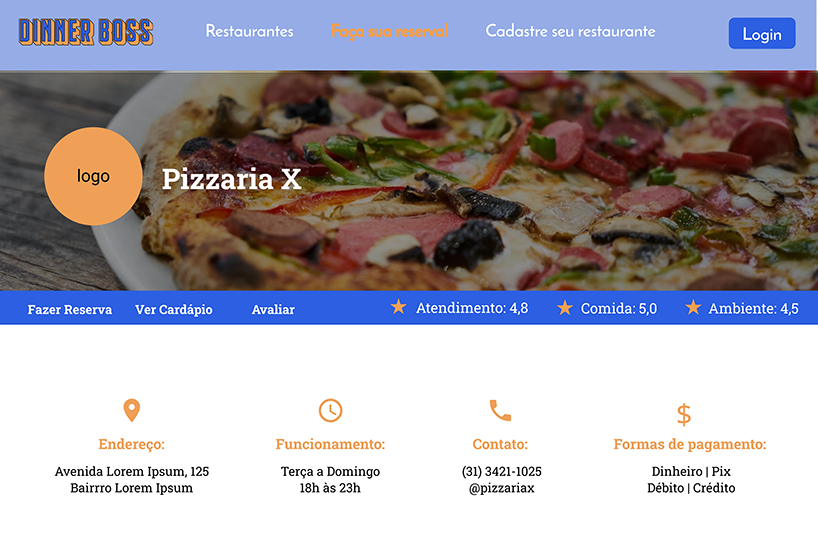 DINNER BOSS
Restaurantes
Faça sua reserva!
Cadastre seu restaurante
Login
logo
Pizzaria X
Fazer Reserva
Ver Cardápio
Avaliar
Atendimento: 4,8
Comida: 5,0
Ambiente: 4,5
Endereço:
Avenida Lorem Ipsum, 125
Bairrro Lorem Ipsum
Funcionamento:
Terça a Domingo
18h às 23h
Contato:
(31) 3421-1025
@pizzariax
$
Formas de pagamento:
Dinheiro | Pix
Débito | Crédito